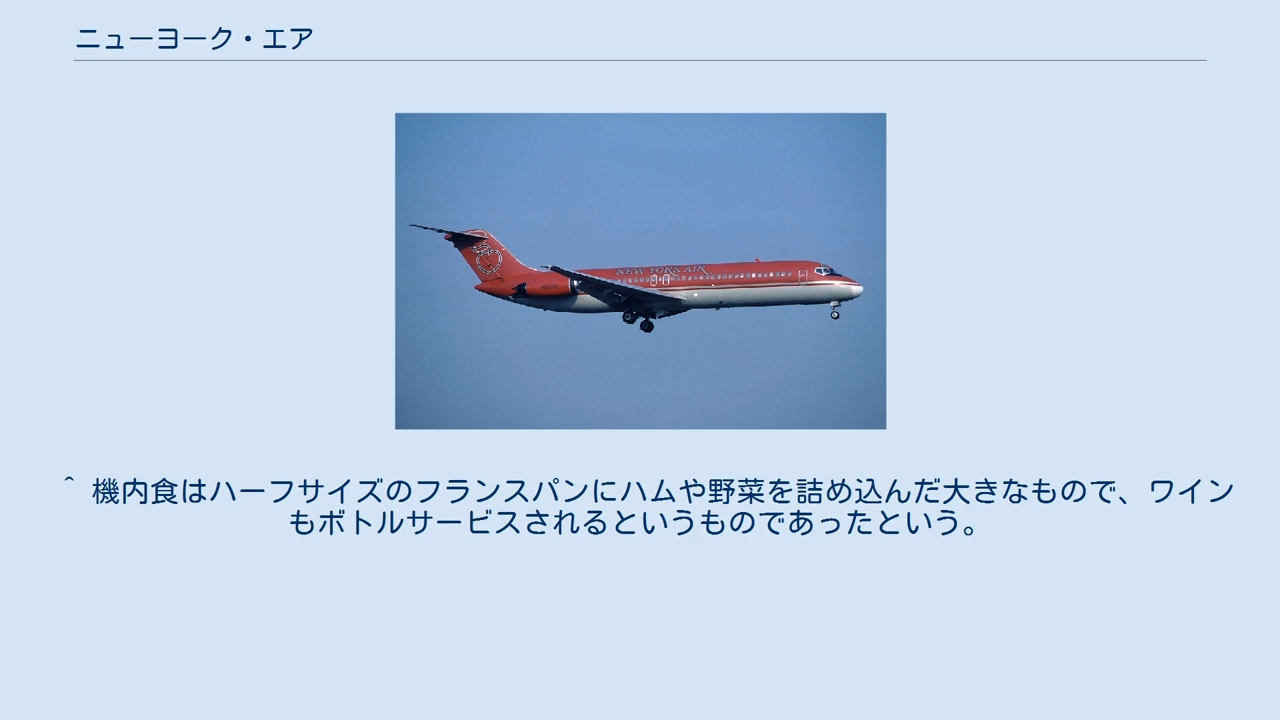 ニューヨーク・エア
NEW YORK AIR
^ 機内食はハーフサイズのフランスパンにハムや野菜を詰め込んだ大きなもので、ワイン
もボトルサービスされるというものであったという。